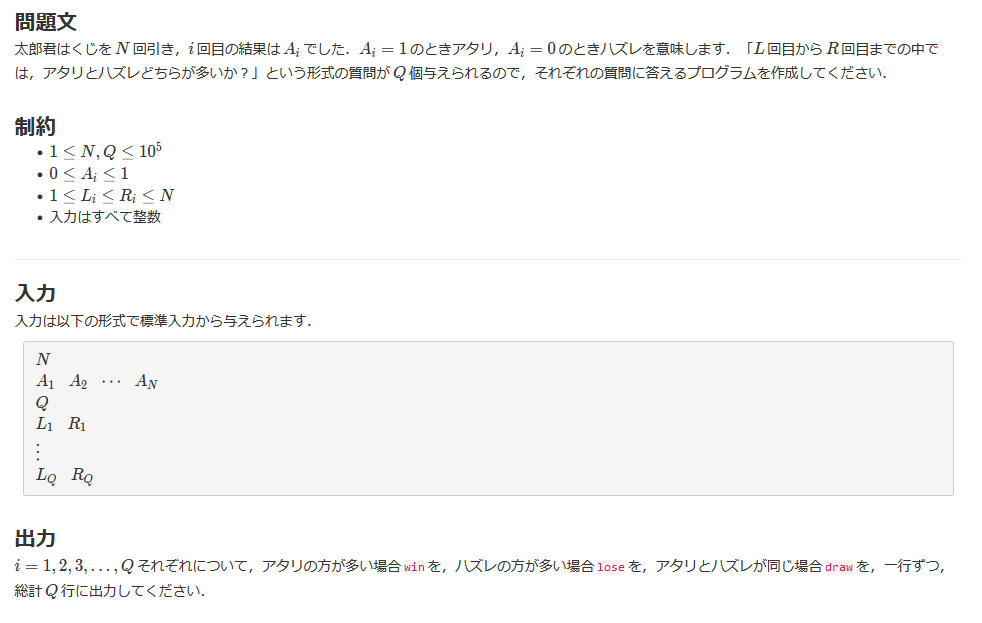 問題文
太郎君はくじを N 回引き，i 回目の結果は A_i でした．A_i = 1 のときアタリ，A_i = 0 のときハズレを意味します．「L 回目から R 回目までの中で
は，アタリとハズレどちらが多いか？」という形式の質問が Q 個与えられるので，それぞれの質問に答えるプログラムを作成してください．
制約
• 1 ≤ N, Q ≤ 10^5
• 0 ≤ A_i ≤ 1
• 1 ≤ L_i ≤ R_i ≤ N
• 入力はすべて整数
入力
入力は以下の形式で標準入力から与えられます．
N
A_1 A_2 ⋯ A_N
Q
L_1 R_1
⋮
L_Q R_Q
出力
i = 1, 2, 3, …, Q それぞれについて，アタリの方が多い場合 win を，ハズレの方が多い場合 lose を，アタリとハズレが同じ場合 draw を，一行ずつ，
総計 Q 行に出力してください．